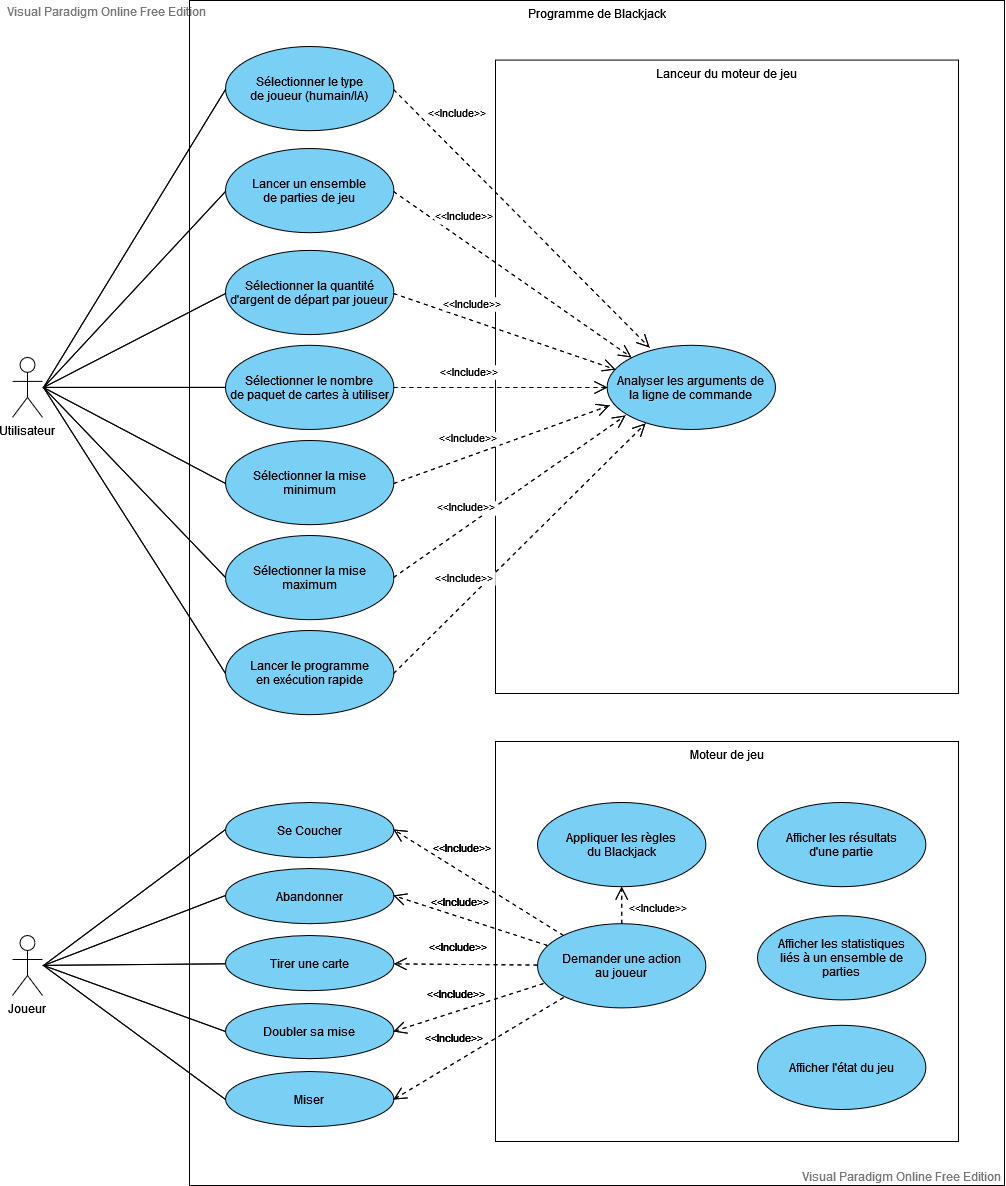 Visual Paradigm Online Free Edition
Programme de Blackjack
Lanceur du moteur de jeu
Sélectionner le type
de joueur (humain/IA)
<<Include>>
Lancer un ensemble
de parties de jeu
<<Include>>
Sélectionner la quantité
d'argent de départ par joueur
<<Include>>
Utilisateur
Sélectionner le nombre
de paquet de cartes à utiliser
<<Include>>
Analyser les arguments de
la ligne de commande
Sélectionner la mise
minimum
<<Include>>
Sélectionner la mise
maximum
<<Include>>
Lancer le programme
en exécution rapide
<<Include>>
Moteur de jeu
Se Coucher
<<Include>>
Appliquer les règles
du Blackjack
Afficher les résultats
d'une partie
Abandonner
<<Include>>
<<Include>>
Joueur
Tirer une carte
<<Include>>
Demander une action
au joueur
Afficher les statistiques
liés à un ensemble de
parties
Doubler sa mise
<<Include>>
Miser
<<Include>>
Afficher l'état du jeu
Visual Paradigm Online Free Edition